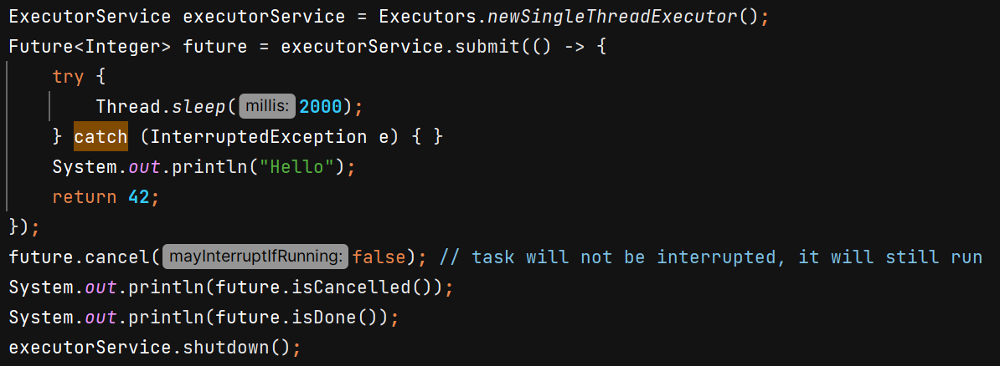 ExecutorService executorService = Executors.newSingleThreadExecutor();
Future<Integer> future = executorService.submit(() -> {
    try {
        Thread.sleep( millis: 2000);
    } catch (InterruptedException e) { }
    System.out.println("Hello");
    return 42;
});
future.cancel( mayInterruptIfRunning: false); // task will not be interrupted, it will still run
System.out.println(future.isCancelled());
System.out.println(future.isDone());
executorService.shutdown();